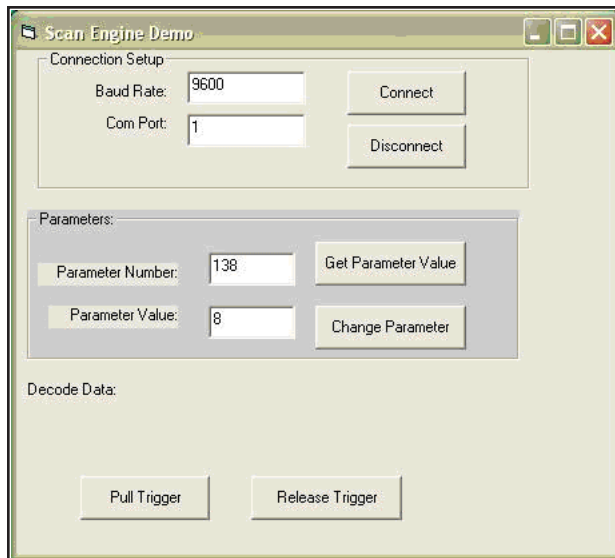 Scan Engine Demo
Connection Setup
Baud Rate: 9600 Connect
Com Port: 1
Disconnect
Parameters:
Parameter Number: 138 Get Parameter Value
Parameter Value: 8 Change Parameter
Decode Data:
Pull Trigger Release Trigger